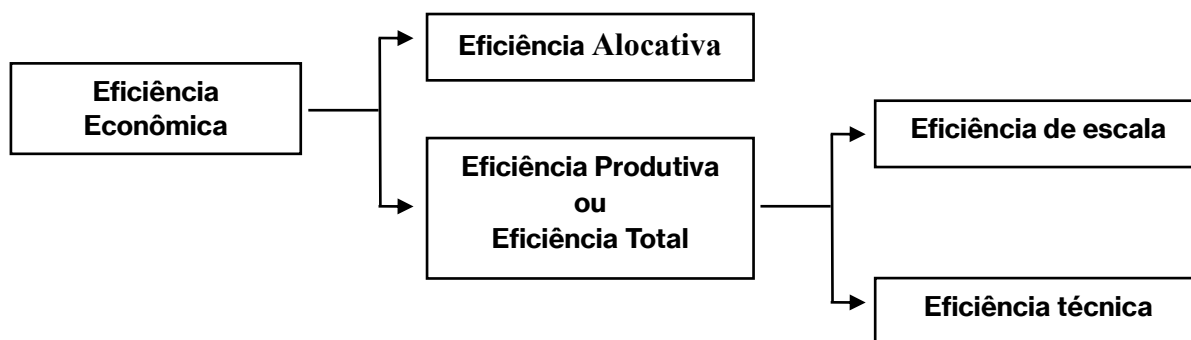 Eficiência
Econômica
Eficiência Alocativa
Eficiência Produtiva
ou
Eficiência Total
Eficiência de escala
Eficiência técnica